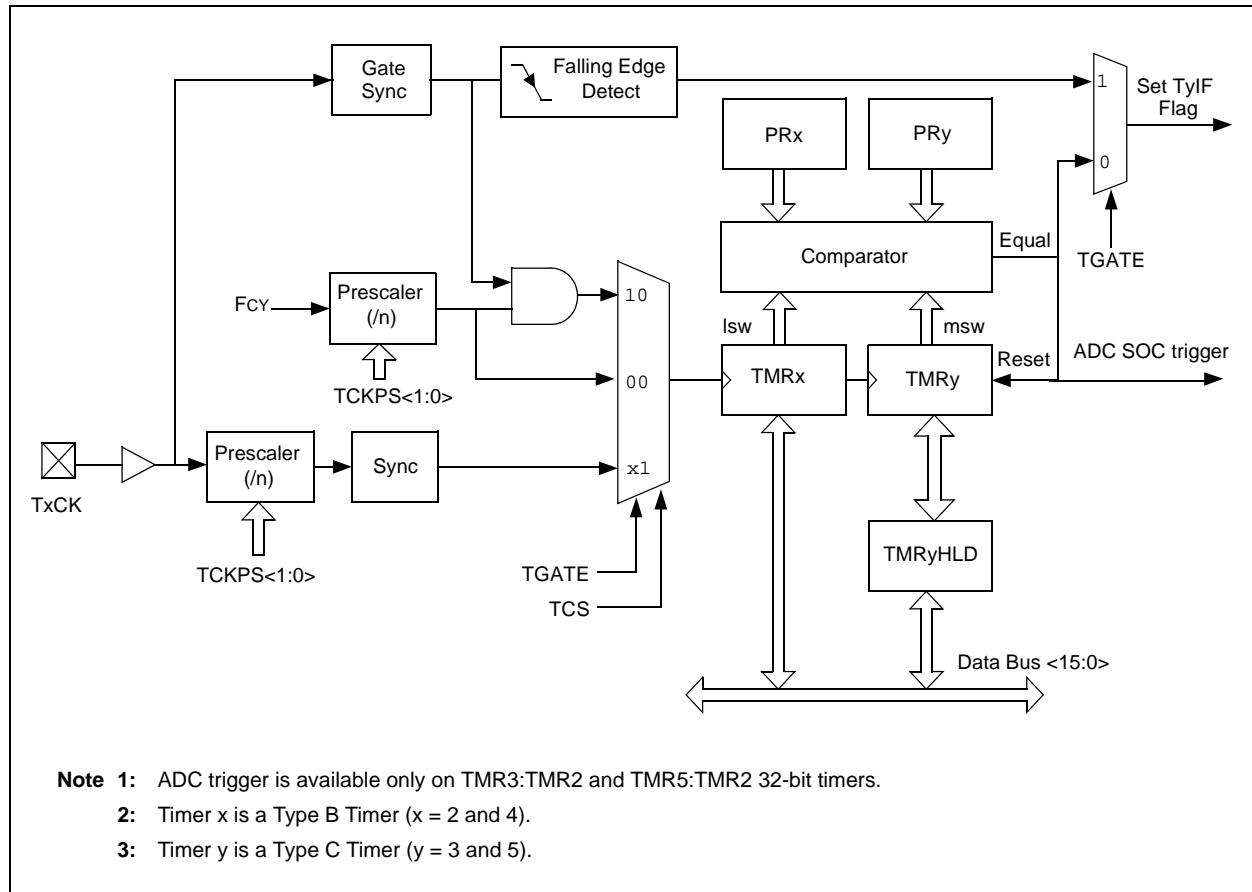 Gate
Sync
Falling Edge
Detect
1
Set TyIF
Flag
PRx
PRy
0
Equal
Comparator
TGATE
FCY
Prescaler
(/n)
10
lsw
msw
Reset
ADC SOC trigger
TCKPS<1:0>
00
TMRx
TMRy
TxCK
Prescaler
(/n)
Sync
x1
TCKPS<1:0>
TGATE
TCS
TMRyHLD
Data Bus <15:0>
Note 1: ADC trigger is available only on TMR3:TMR2 and TMR5:TMR2 32-bit timers.
2: Timer x is a Type B Timer (x = 2 and 4).
3: Timer y is a Type C Timer (y = 3 and 5).